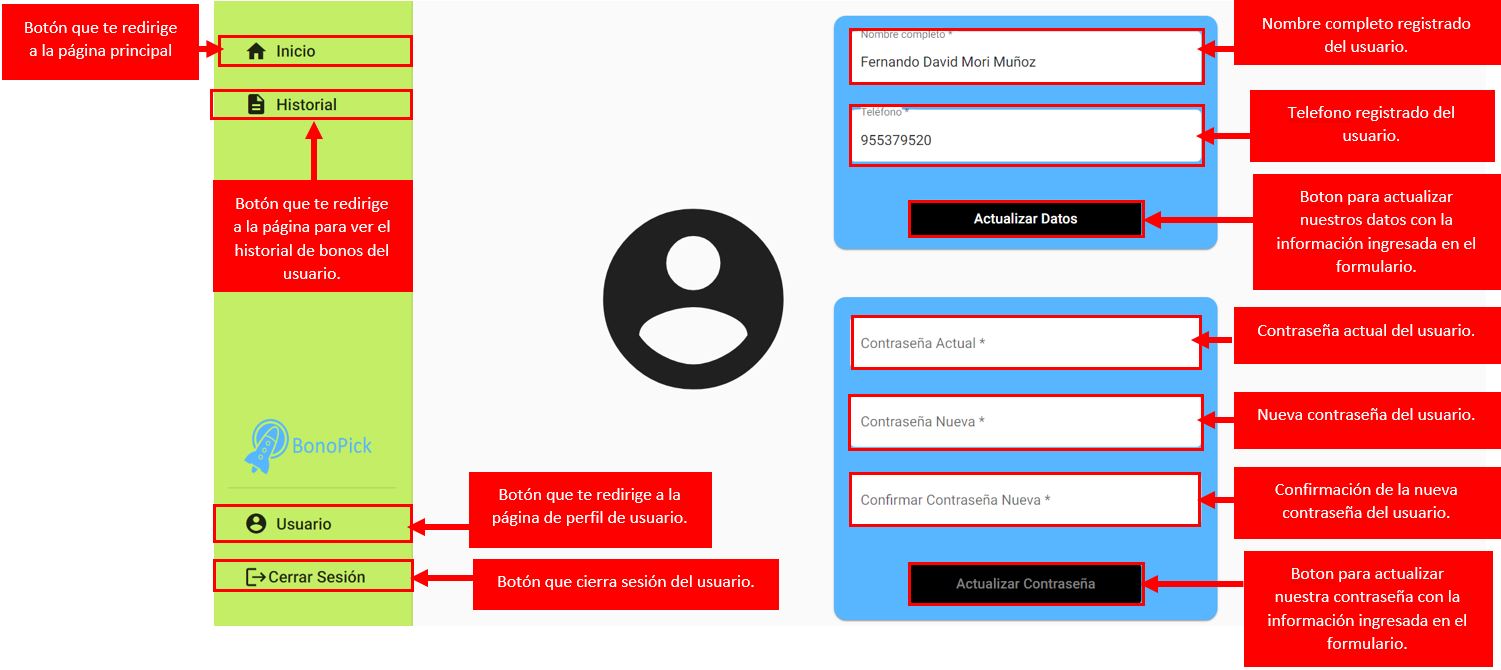 Botón que te redirige
a la página principal
Inicio
Historial
Botón que te redirige
a la página para ver el
historial de bonos del
usuario.
BonoPick
Usuario
Cerrar Sesión
Botón que te redirige a la
página de perfil de usuario.
Botón que cierra sesión del usuario.
Nombre completo *
Fernando David Mori Muñoz
Teléfono *
955379520
Actualizar Datos
Contraseña Actual *
Contraseña Nueva *
Confirmar Contraseña Nueva *
Actualizar Contraseña
Nombre completo registrado
del usuario.
Telefono registrado del
usuario.
Boton para actualizar
nuestros datos con la
información ingresada en el
formulario.
Contraseña actual del usuario.
Nueva contraseña del usuario.
Confirmación de la nueva
contraseña del usuario.
Boton para actualizar
nuestra contraseña con la
información ingresada en el
formulario.